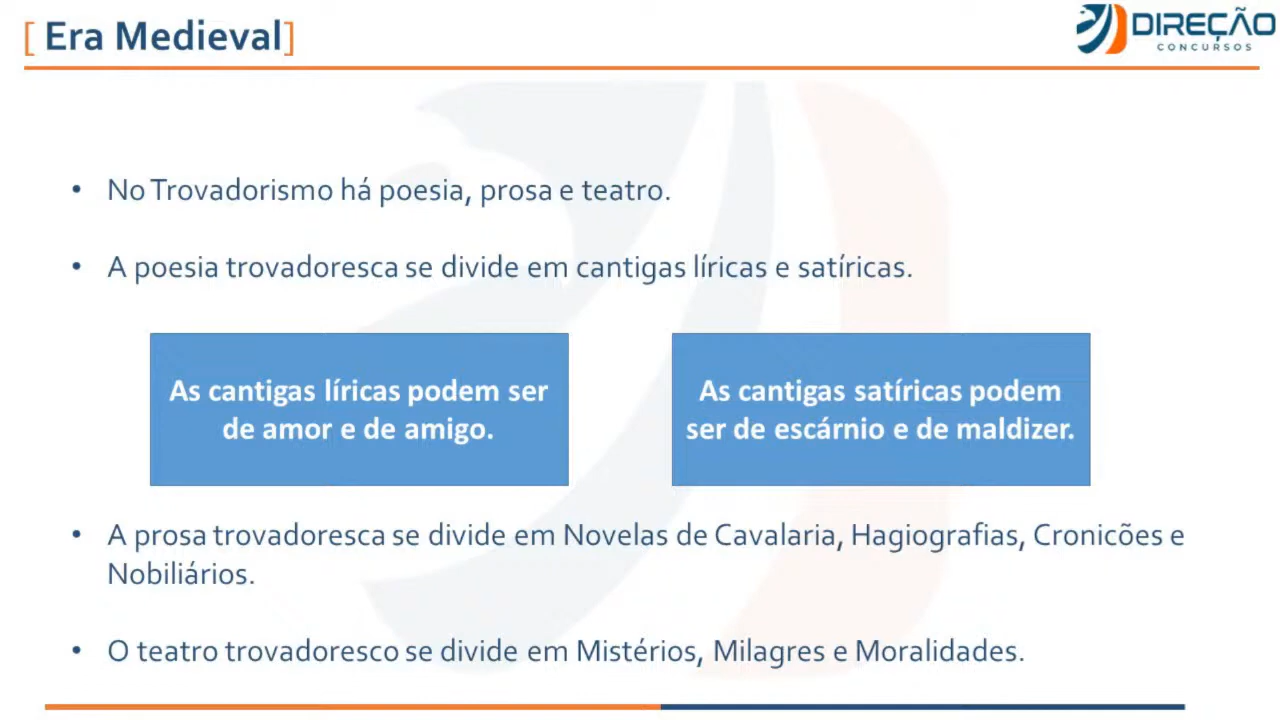 [ Era Medieval]
DIREÇÃO
CONCURSOS
• No Trovadorismo há poesia, prosa e teatro.
• A poesia trovadoresca se divide em cantigas líricas e satíricas.
As cantigas líricas podem ser
de amor e de amigo.
As cantigas satíricas podem
ser de escárnio e de maldizer.
• A prosa trovadoresca se divide em Novelas de Cavalaria, Hagiografias, Cronicões e
Nobiliários.
• O teatro trovadoresco se divide em Mistérios, Milagres e Moralidades.